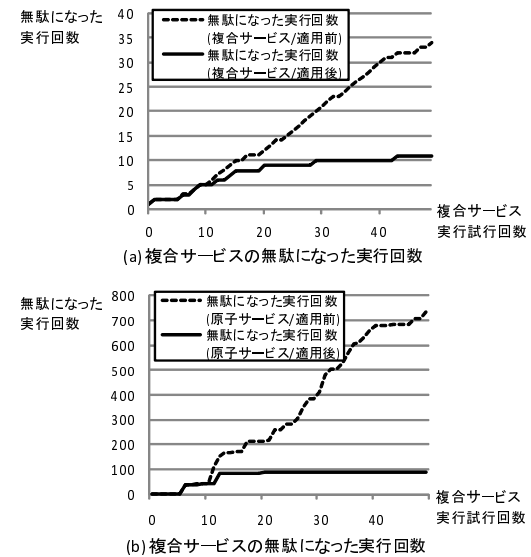 無駄になった
実行回数
40
35
30
25
20
15
10
5
0
無駄になった実行回数
(複合サービス/適用前)
無駄になった実行回数
(複合サービス/適用後)
0 10 20 30 40
複合サービス
実行試行回数
(a)複合サービスの無駄になった実行回数
無駄になった
実行回数
800
700
600
500
400
300
200
100
0
無駄になった実行回数
(原子サービス/適用前)
無駄になった実行回数
(原子サービス/適用後)
0 10 20 30 40
複合サービス
実行試行回数
(b)複合サービスの無駄になった実行回数